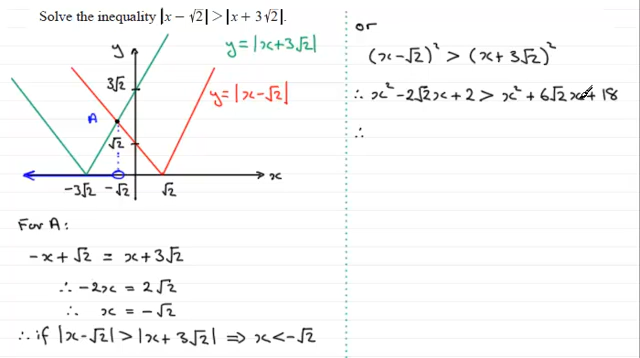 Solve the inequality |x − √2| > |x + 3√2|.
y
y = |x+3√2|
3√2
y = |x−√2|
A
√2
x
−3√2 −√2 √2
For A:
−x + √2 = x + 3√2
∴ −2x = 2√2
∴ x = −√2
∴ if |x−√2| > |x + 3√2| ⟹ x < −√2
or
(x−√2)² > (x + 3√2)²
∴ x² − 2√2x + 2 > x² + 6√2x + 18
∴